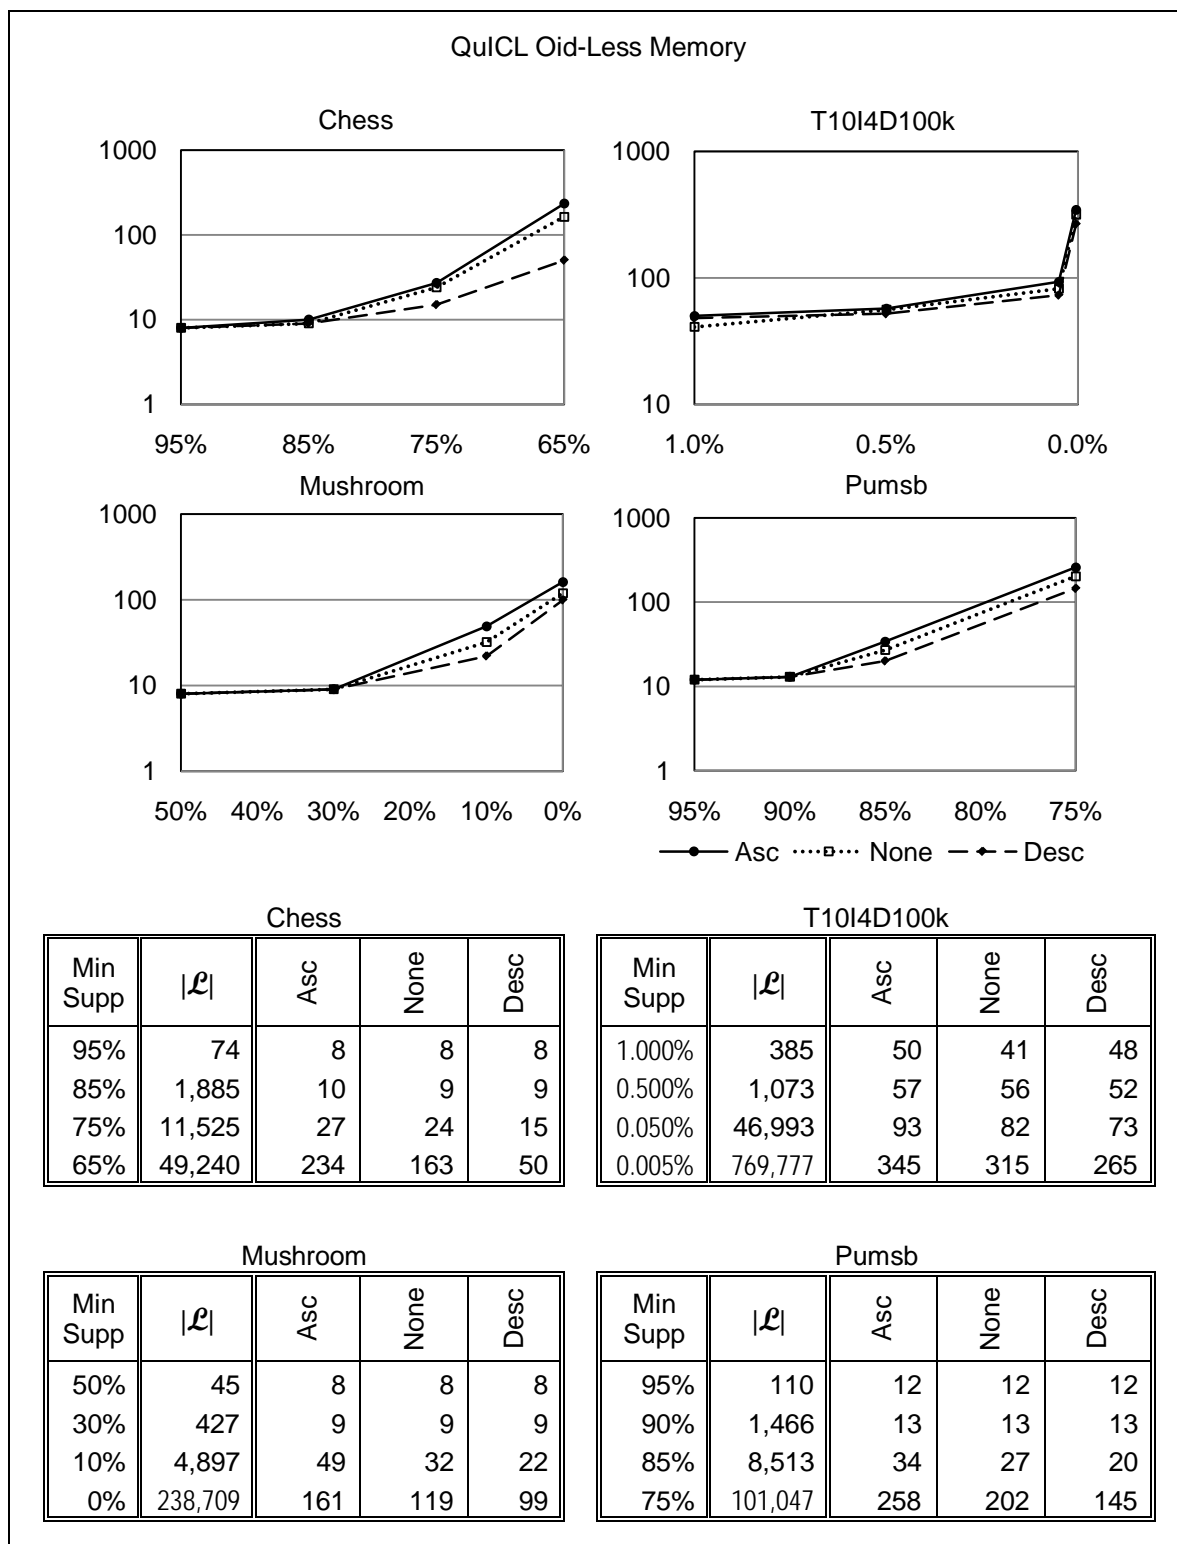 QuICL Oid-Less Memory
Chess
1000
100
10
1
95% 85% 75% 65%
T10I4D100k
1000
100
10
1.0% 0.5% 0.0%
Mushroom
1000
100
10
1
50% 40% 30% 20% 10% 0%
Pumsb
1000
100
10
1
95% 90% 85% 80% 75%
Asc None Desc
Chess
Min Supp |ℒ| Asc None Desc
95% 74 8 8 8
85% 1,885 10 9 9
75% 11,525 27 24 15
65% 49,240 234 163 50
T10I4D100k
Min Supp |ℒ| Asc None Desc
1.000% 385 50 41 48
0.500% 1,073 57 56 52
0.050% 46,993 93 82 73
0.005% 769,777 345 315 265
Mushroom
Min Supp |ℒ| Asc None Desc
50% 45 8 8 8
30% 427 9 9 9
10% 4,897 49 32 22
0% 238,709 161 119 99
Pumsb
Min Supp |ℒ| Asc None Desc
95% 110 12 12 12
90% 1,466 13 13 13
85% 8,513 34 27 20
75% 101,047 258 202 145